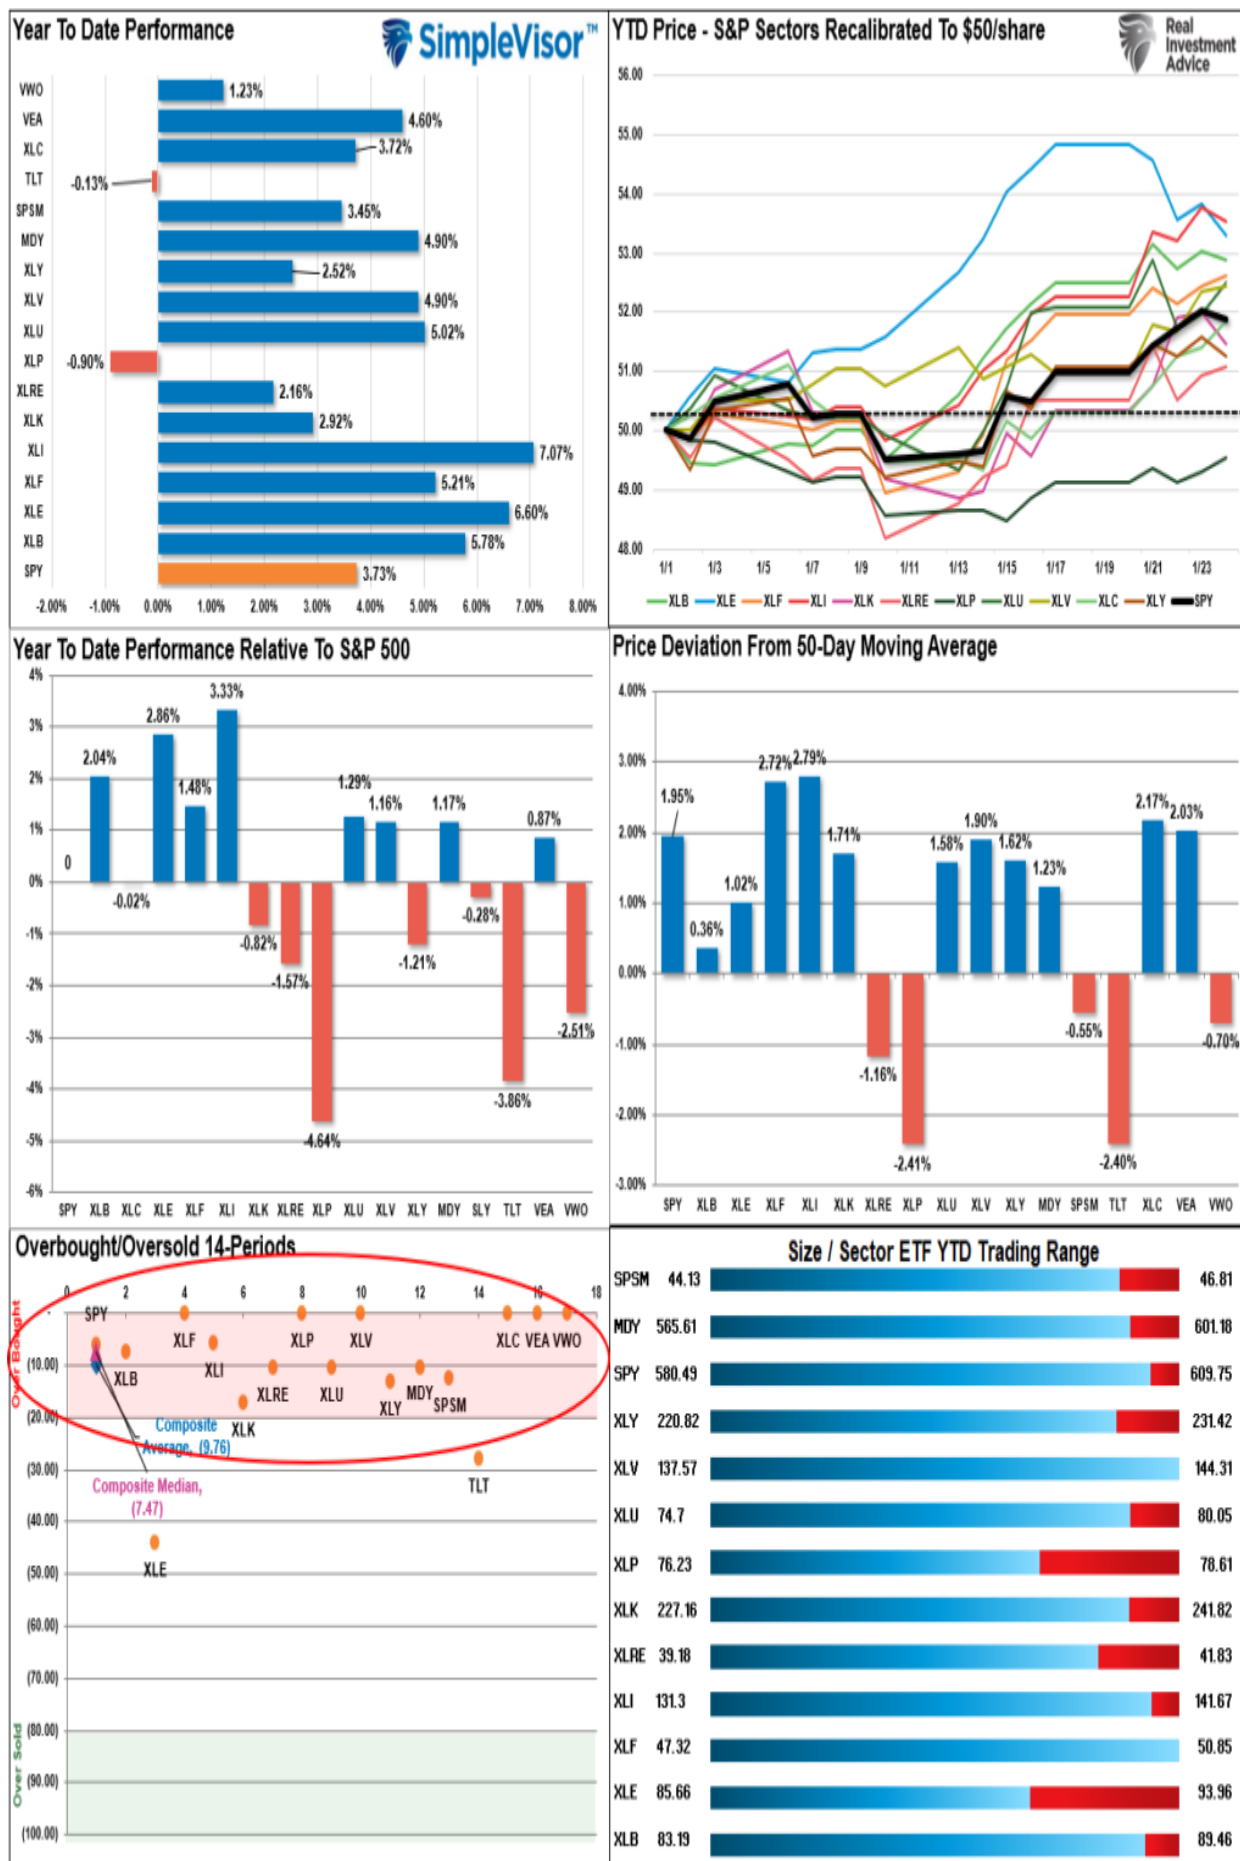 Year To Date Performance
SimpleVisor™
VWO
1.23%
VEA
4.60%
XLC
3.72%
TLT
-0.13%
SPSM
3.45%
MDY
4.90%
XLY
2.52%
XLV
4.90%
XLU
5.02%
XLP
-0.90%
XLRE
2.16%
XLK
2.92%
XLI
7.07%
XLF
5.21%
XLE
6.60%
XLB
5.78%
SPY
3.73%
-2.00% -1.00% 0.00% 1.00% 2.00% 3.00% 4.00% 5.00% 6.00% 7.00% 8.00%
YTD Price - S&P Sectors Recalibrated To $50/share
Real
Investment
Advice
56.00
55.00
54.00
53.00
52.00
51.00
50.00
49.00
48.00
1/1 1/3 1/5 1/7 1/9 1/11 1/13 1/15 1/17 1/19 1/21 1/23
XLB XLE XLF XLI XLK XLRE XLP XLU XLV XLC XLY SPY
Year To Date Performance Relative To S&P 500
4%
3%
2%
1%
0%
-1%
-2%
-3%
-4%
-5%
-6%
0
2.04%
-0.02%
2.86%
1.48%
3.33%
-0.82%
-1.57%
-4.64%
1.29%
1.16%
-1.21%
1.17%
-0.28%
-3.86%
0.87%
-2.51%
SPY XLB XLC XLE XLF XLI XLK XLRE XLP XLU XLV XLY MDY SLY TLT VEA VWO
Price Deviation From 50-Day Moving Average
4.00%
3.00%
2.00%
1.00%
0.00%
-1.00%
-2.00%
-3.00%
1.95%
0.36%
1.02%
2.72%
2.79%
1.71%
-1.16%
-2.41%
1.58%
1.90%
1.62%
1.23%
-0.55%
-2.40%
2.17%
2.03%
-0.70%
SPY XLB XLE XLF XLI XLK XLRE XLP XLU XLV XLY MDY SPSM TLT XLC VEA VWO
Overbought/Oversold 14-Periods
0 2 4 6 8 10 12 14 16 18
-
(10.00)
(20.00)
(30.00)
(40.00)
(50.00)
(60.00)
(70.00)
(80.00)
(90.00)
(100.00)
Over Bought
Over Sold
SPY
XLB
XLF
XLI
XLK
XLRE
XLP
XLU
XLV
XLY
MDY
SPSM
XLC
VEA
VWO
TLT
XLE
Composite
Average, (9.76)
Composite Median,
(7.47)
Size / Sector ETF YTD Trading Range
SPSM 44.13 46.81
MDY 565.61 601.18
SPY 580.49 609.75
XLY 220.82 231.42
XLV 137.57 144.31
XLU 74.7 80.05
XLP 76.23 78.61
XLK 227.16 241.82
XLRE 39.18 41.83
XLI 131.3 141.67
XLF 47.32 50.85
XLE 85.66 93.96
XLB 83.19 89.46